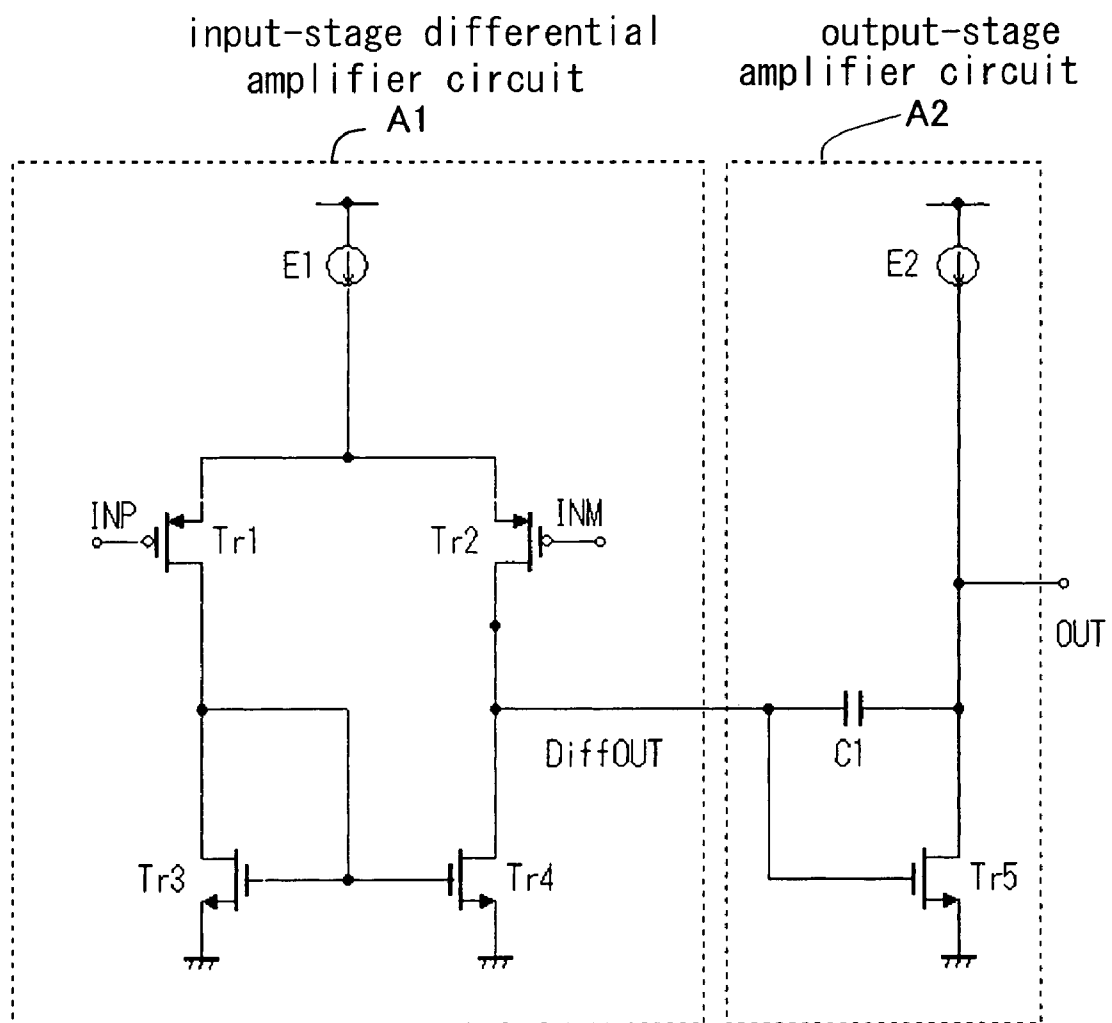 input-stage differential
amplifier circuit
A1
output-stage
amplifier circuit
A2
E1
E2
INP
Tr1
Tr2
INM
OUT
DiffOUT
C1
Tr3
Tr4
Tr5